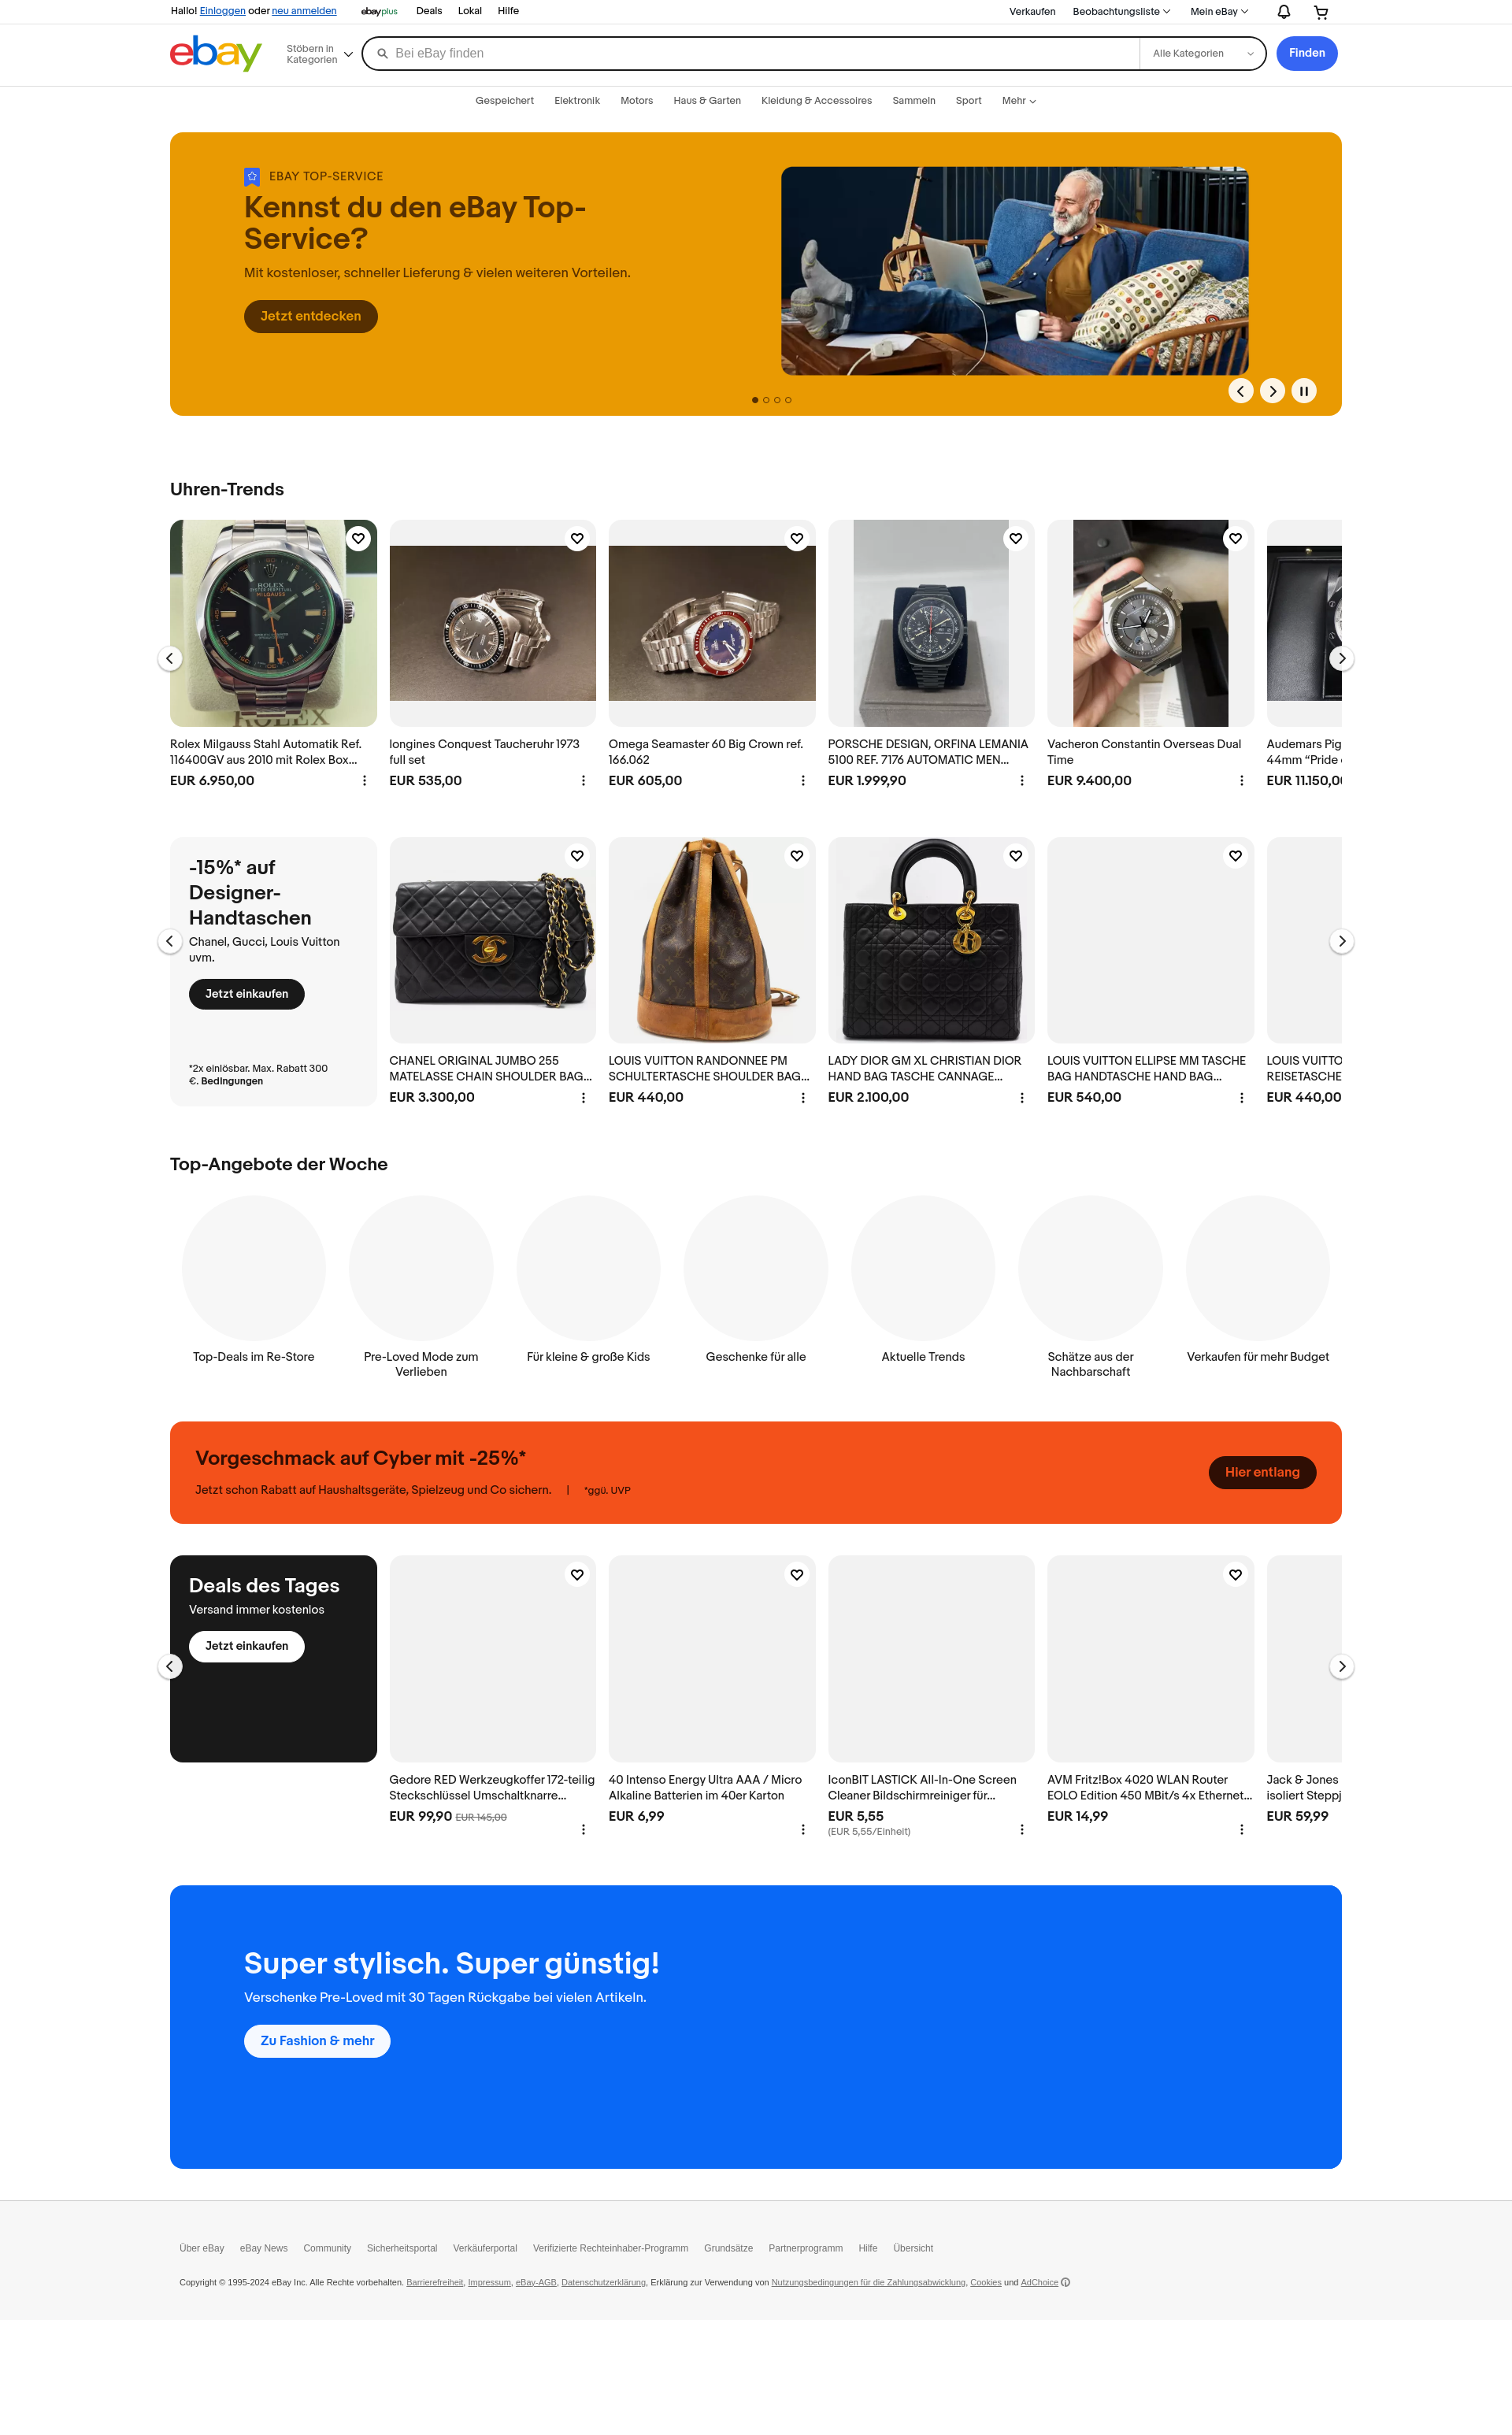 Hallo! Einloggen oder neu anmelden
ebay plus
Deals
Lokal
Hilfe
Verkaufen
Beobachtungsliste
Mein eBay
ebay
Stöbern in
Kategorien
Bei eBay finden
Alle Kategorien
Finden
Gespeichert
Elektronik
Motors
Haus & Garten
Kleidung & Accessoires
Sammeln
Sport
Mehr
EBAY TOP-SERVICE
Kennst du den eBay Top-
Service?
Mit kostenloser, schneller Lieferung & vielen weiteren Vorteilen.
Jetzt entdecken
Uhren-Trends
ROLEX
MILGAUSS
ROLEX
Rolex Milgauss Stahl Automatik Ref.
116400GV aus 2010 mit Rolex Box...
EUR 6.950,00
longines Conquest Taucheruhr 1973
full set
EUR 535,00
Omega Seamaster 60 Big Crown ref.
166.062
EUR 605,00
PORSCHE DESIGN, ORFINA LEMANIA
5100 REF. 7176 AUTOMATIC MEN...
EUR 1.999,90
Vacheron Constantin Overseas Dual
Time
EUR 9.400,00
Audemars Pig
44mm “Pride
EUR 11.150,00
-15%* auf
Designer-
Handtaschen
Chanel, Gucci, Louis Vuitton
uvm.
Jetzt einkaufen
*2x einlösbar. Max. Rabatt 300
€. Bedingungen
CHANEL ORIGINAL JUMBO 255
MATELASSE CHAIN SHOULDER BAG...
EUR 3.300,00
LOUIS VUITTON RANDONNEE PM
SCHULTERTASCHE SHOULDER BAG...
EUR 440,00
LADY DIOR GM XL CHRISTIAN DIOR
HAND BAG TASCHE CANNAGE...
EUR 2.100,00
LOUIS VUITTON ELLIPSE MM TASCHE
BAG HANDTASCHE HAND BAG...
EUR 540,00
LOUIS VUITTO
REISETASCHE
EUR 440,00
Top-Angebote der Woche
Top-Deals im Re-Store
Pre-Loved Mode zum
Verlieben
Für kleine & große Kids
Geschenke für alle
Aktuelle Trends
Schätze aus der
Nachbarschaft
Verkaufen für mehr Budget
Vorgeschmack auf Cyber mit -25%*
Jetzt schon Rabatt auf Haushaltsgeräte, Spielzeug und Co sichern. | *ggü. UVP
Hier entlang
Deals des Tages
Versand immer kostenlos
Jetzt einkaufen
Gedore RED Werkzeugkoffer 172-teilig
Steckschlüssel Umschaltknarre...
EUR 99,90 EUR 145,00
40 Intenso Energy Ultra AAA / Micro
Alkaline Batterien im 40er Karton
EUR 6,99
IconBIT LASTICK All-In-One Screen
Cleaner Bildschirmreiniger für...
EUR 5,55
(EUR 5,55/Einheit)
AVM Fritz!Box 4020 WLAN Router
EOLO Edition 450 MBit/s 4x Ethernet...
EUR 14,99
Jack & Jones
isoliert Steppj
EUR 59,99
Super stylisch. Super günstig!
Verschenke Pre-Loved mit 30 Tagen Rückgabe bei vielen Artikeln.
Zu Fashion & mehr
Über eBay
eBay News
Community
Sicherheitsportal
Verkäuferportal
Verifizierte Rechteinhaber-Programm
Grundsätze
Partnerprogramm
Hilfe
Übersicht
Copyright © 1995-2024 eBay Inc. Alle Rechte vorbehalten. Barrierefreiheit, Impressum, eBay-AGB, Datenschutzerklärung, Erklärung zur Verwendung von Nutzungsbedingungen für die Zahlungsabwicklung, Cookies und AdChoice